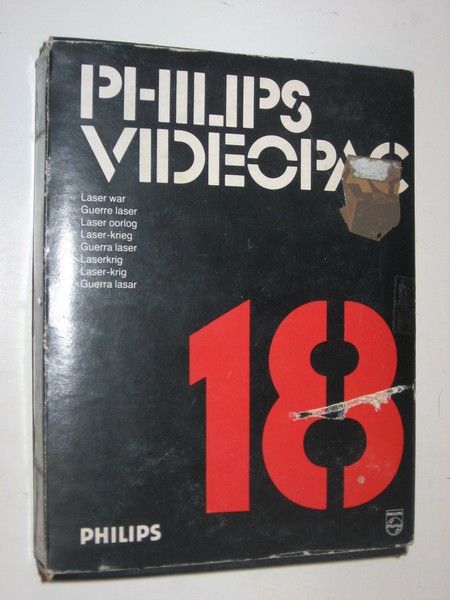 PHILIPS
VIDEOPAC
Laser war
Guerre laser
Laser oorlog
Laser-krieg
Guerra laser
Laserkrig
Laser-krig
Guerra lasar
18
PHILIPS
PHILIPS